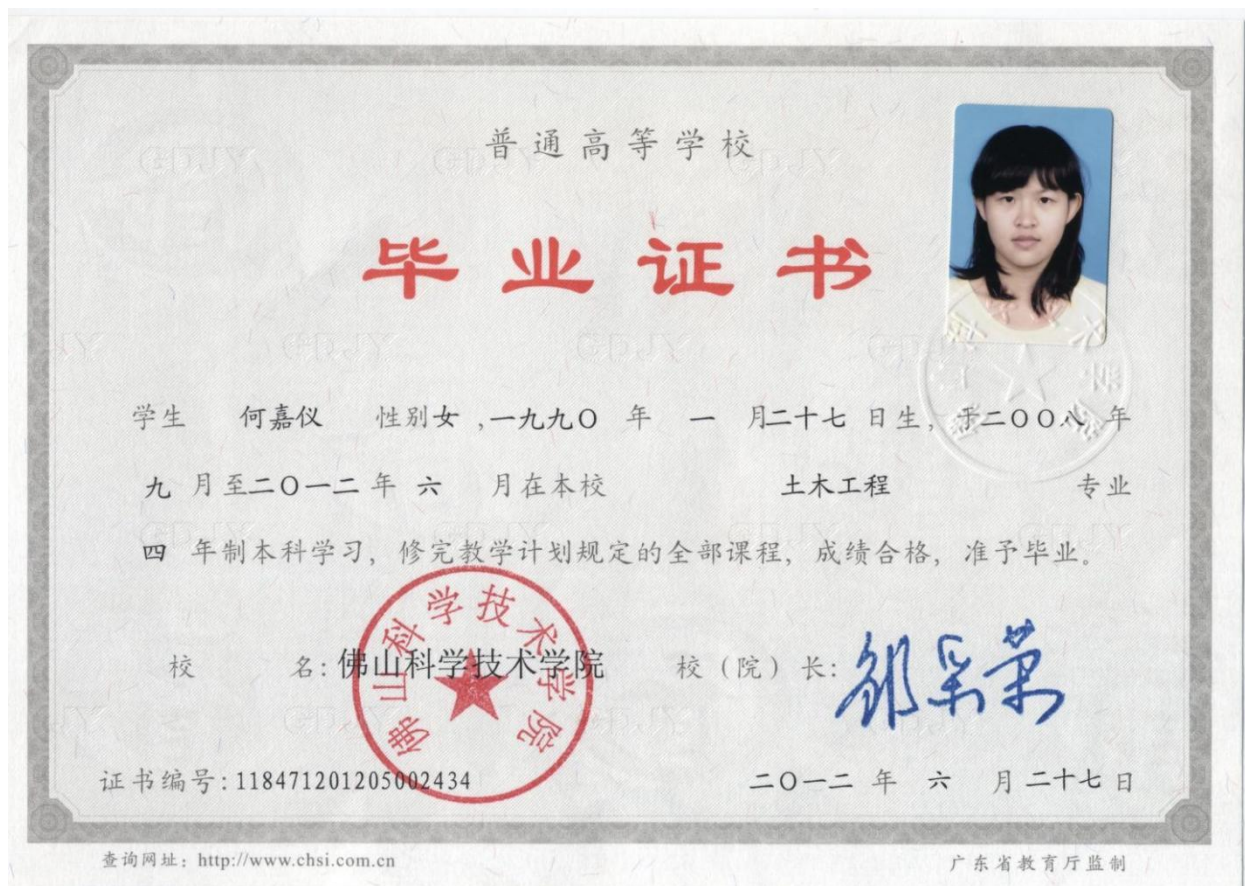 普通高等学校
毕业证书
学生 何嘉仪 性别女,一九九〇 年 一 月二十七 日生,于二〇〇八 年
九 月至二〇一二 年 六 月在本校 土木工程 专业
四 年制本科学习,修完教学计划规定的全部课程,成绩合格,准予毕业。
校 名:佛山科学技术学院 校(院)长:
佛山科学技术学院
证书编号:118471201205002434 二〇一二 年 六 月二十七日
查询网址:http://www.chsi.com.cn 广东省教育厅监制